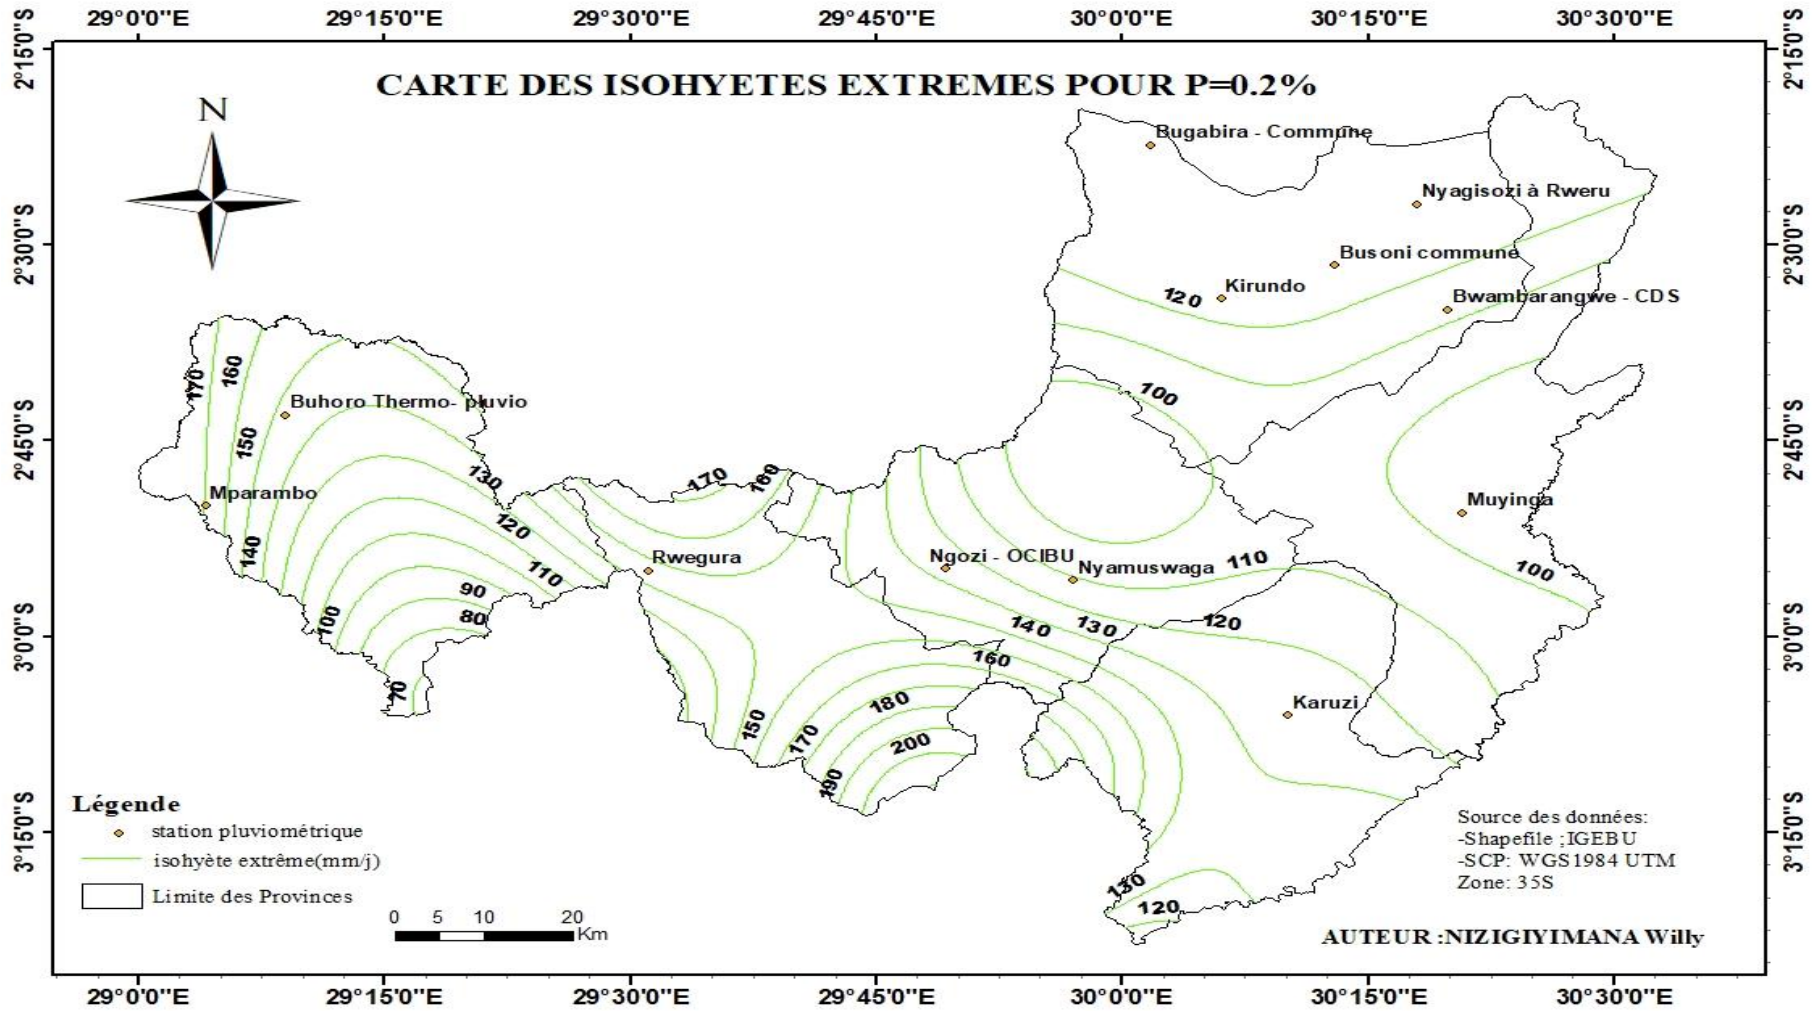 29°0'0"E 29°15'0"E 29°30'0"E 29°45'0"E 30°0'0"E 30°15'0"E 30°30'0"E
2°15'0"S
2°15'0"S
CARTE DES ISOHYETES EXTREMES POUR P=0.2%
N
Bugabira - Commune
Nyagisozi à Rweru
2°30'0"S
2°30'0"S
Busoni commune
Kirundo
120
Bwambarangwe - CDS
170
160
100
Buhoro Thermo- pluvio
2°45'0"S
2°45'0"S
150
130
170
160
Mparambo
Muyinga
120
140
Rwegura
Ngozi - OCIBU
Nyamuswaga
110
110
100
90
80
100
140
130
120
3°0'0"S
3°0'0"S
160
70
180
Karuzi
150
170
200
190
Légende
station pluviométrique
isohyète extrême(mm/j)
Limite des Provinces
3°15'0"S
3°15'0"S
Source des données:
-Shapefile ;IGEBU
-SCP: WGS1984 UTM
Zone: 35S
130
120
0 5 10 20
Km
AUTEUR :NIZIGIYIMANA Willy
29°0'0"E 29°15'0"E 29°30'0"E 29°45'0"E 30°0'0"E 30°15'0"E 30°30'0"E